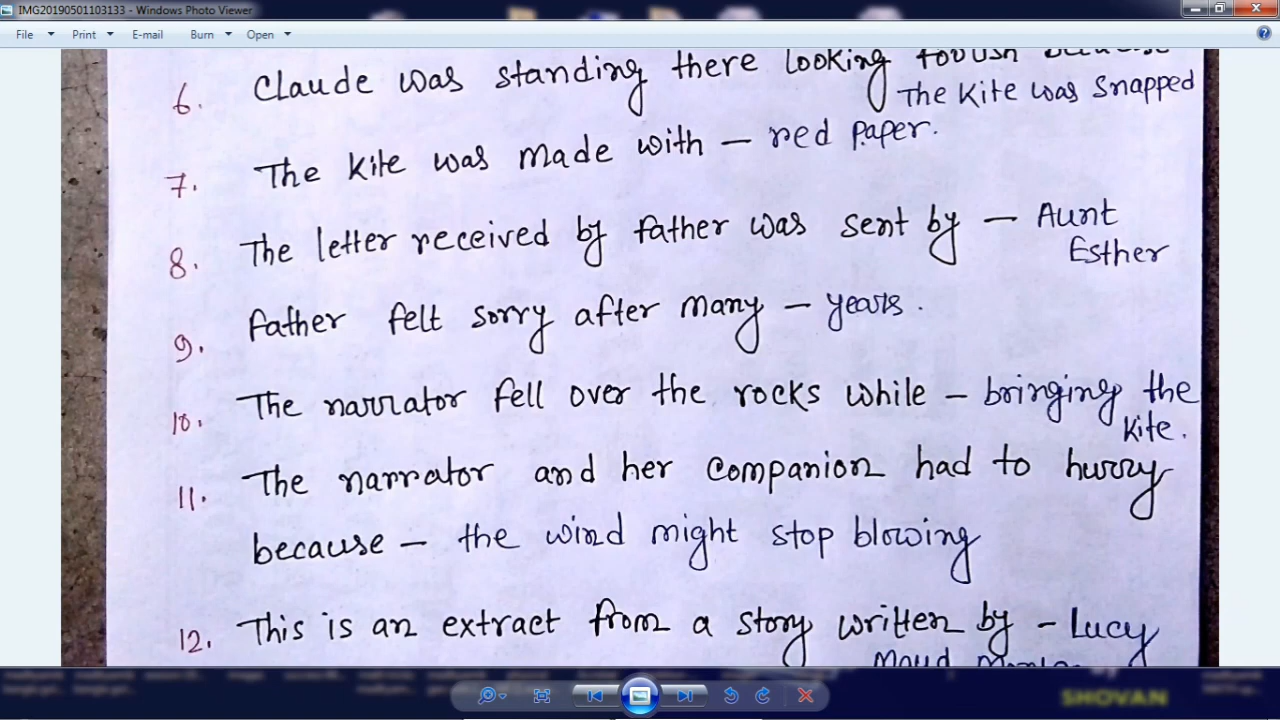 IMG20190501103133 - Windows Photo Viewer
File Print E-mail Burn Open
6. Claude was standing there looking foolish because
The Kite was snapped
7. The kite was made with – red paper.
8. The letter received by father was sent by – Aunt
Esther
9. Father felt sorry after many – years.
10. The narrator fell over the rocks while – bringing the
kite.
11. The narrator and her companion had to hurry
because – the wind might stop blowing
12. This is an extract from a story written by – Lucy
Maud
SHOVAN